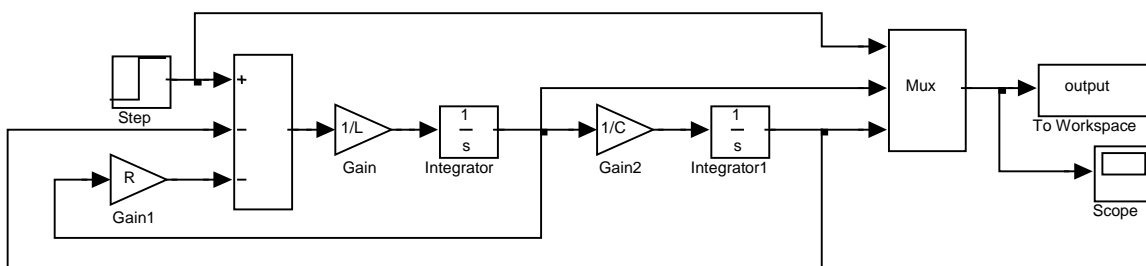 Step
+
−
−
R
Gain1
1/L
Gain
1
s
Integrator
1/C
Gain2
1
s
Integrator1
Mux
output
To Workspace
Scope